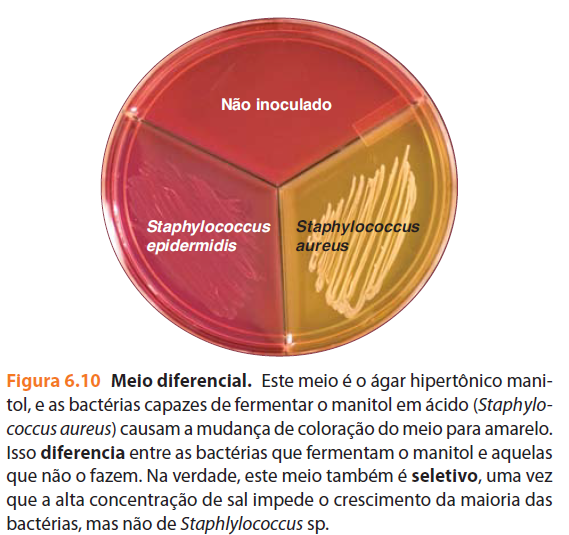 Não inoculado
Staphylococcus
epidermidis
Staphylococcus
aureus
Figura 6.10 Meio diferencial. Este meio é o ágar hipertônico mani-
tol, e as bactérias capazes de fermentar o manitol em ácido (Staphylo-
coccus aureus) causam a mudança de coloração do meio para amarelo.
Isso diferencia entre as bactérias que fermentam o manitol e aquelas
que não o fazem. Na verdade, este meio também é seletivo, uma vez
que a alta concentração de sal impede o crescimento da maioria das
bactérias, mas não de Staphlylococcus sp.